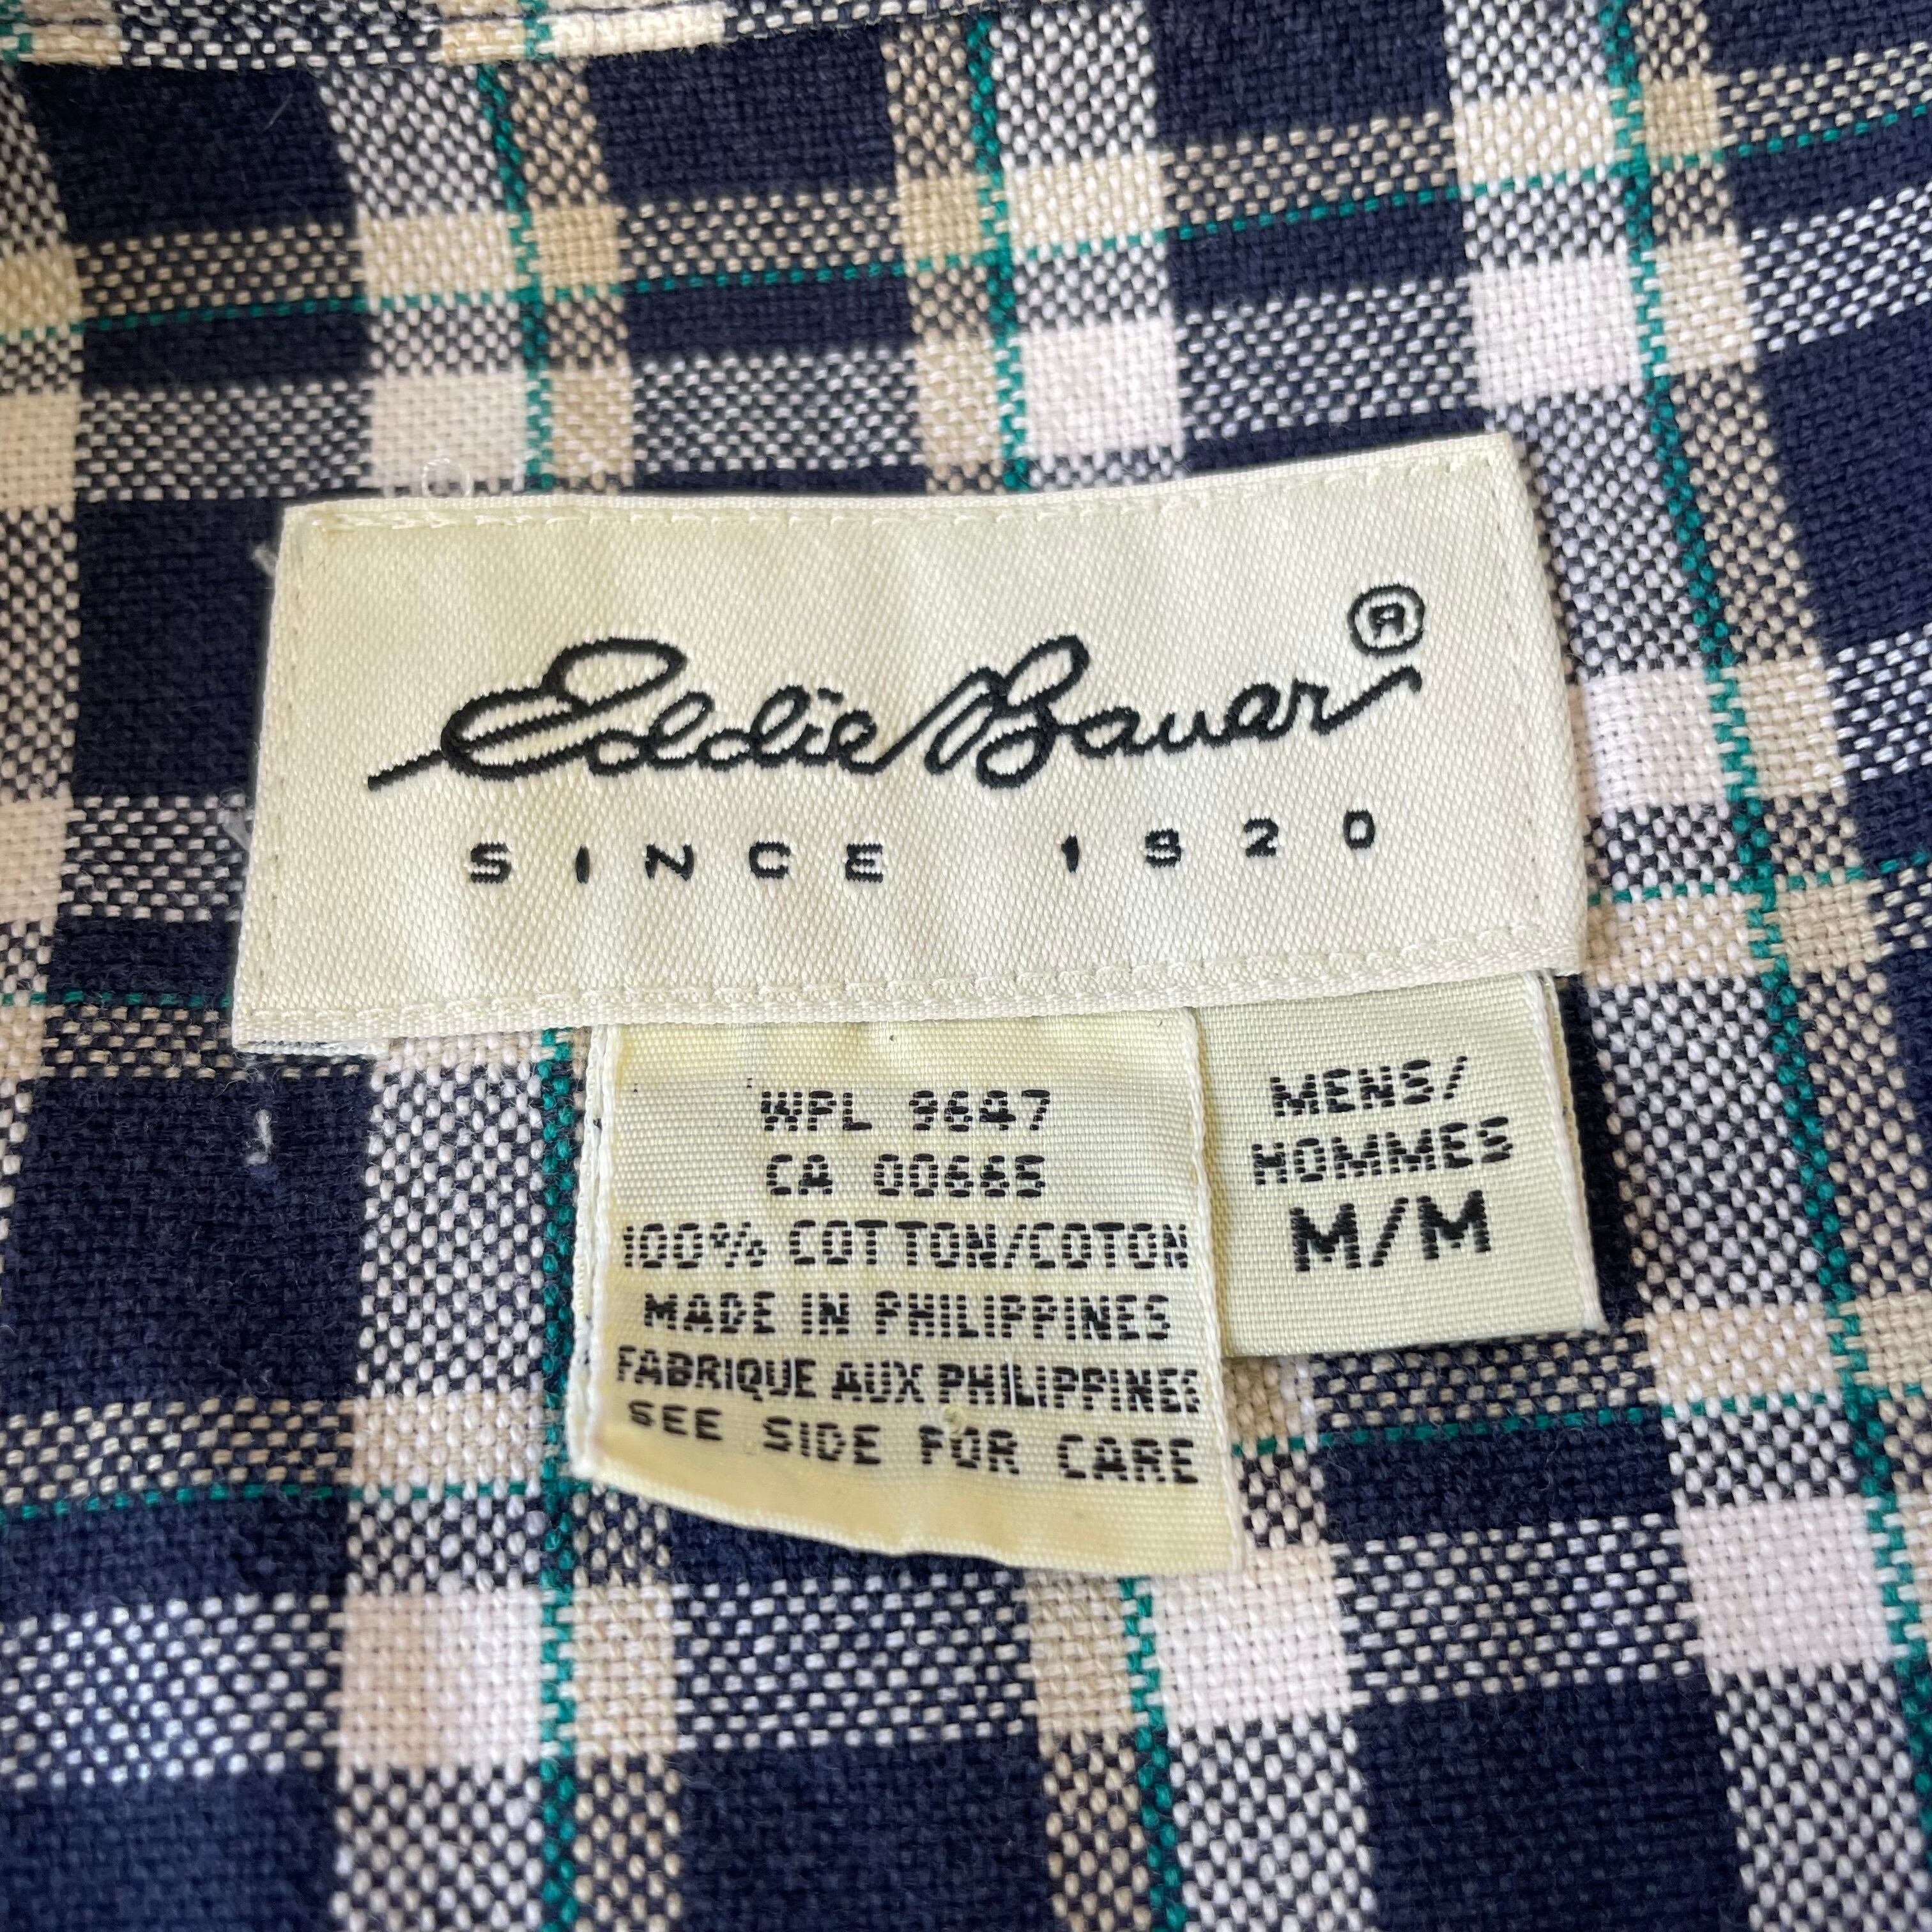 Eddie Bauer ®
SINCE 1920
WPL 9647
CA 00665
100% COTTON/COTON
MADE IN PHILIPPINES
FABRIQUE AUX PHILIPPINES
SEE SIDE FOR CARE
MENS/
HOMMES
M/M